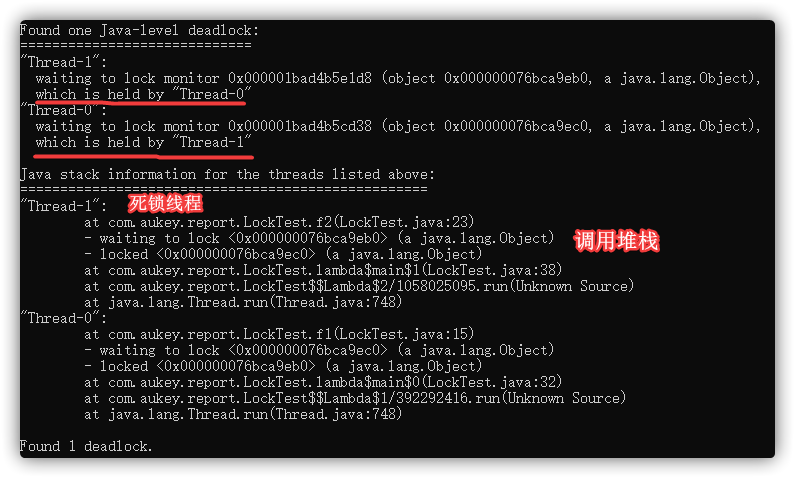 Found one Java-level deadlock:
=============================
"Thread-1":
  waiting to lock monitor 0x000001bad4b5e1d8 (object 0x000000076bca9eb0, a java.lang.Object),
  which is held by "Thread-0"
"Thread-0":
  waiting to lock monitor 0x000001bad4b5cd38 (object 0x000000076bca9ec0, a java.lang.Object),
  which is held by "Thread-1"
Java stack information for the threads listed above:
===================================================
"Thread-1": 死锁线程
        at com.aukey.report.LockTest.f2(LockTest.java:23)
        - waiting to lock <0x000000076bca9eb0> (a java.lang.Object) 调用堆栈
        - locked <0x000000076bca9ec0> (a java.lang.Object)
        at com.aukey.report.LockTest.lambda$main$1(LockTest.java:38)
        at com.aukey.report.LockTest$$Lambda$2/1058025095.run(Unknown Source)
        at java.lang.Thread.run(Thread.java:748)
"Thread-0":
        at com.aukey.report.LockTest.f1(LockTest.java:15)
        - waiting to lock <0x000000076bca9ec0> (a java.lang.Object)
        - locked <0x000000076bca9eb0> (a java.lang.Object)
        at com.aukey.report.LockTest.lambda$main$0(LockTest.java:32)
        at com.aukey.report.LockTest$$Lambda$1/392292416.run(Unknown Source)
        at java.lang.Thread.run(Thread.java:748)
Found 1 deadlock.